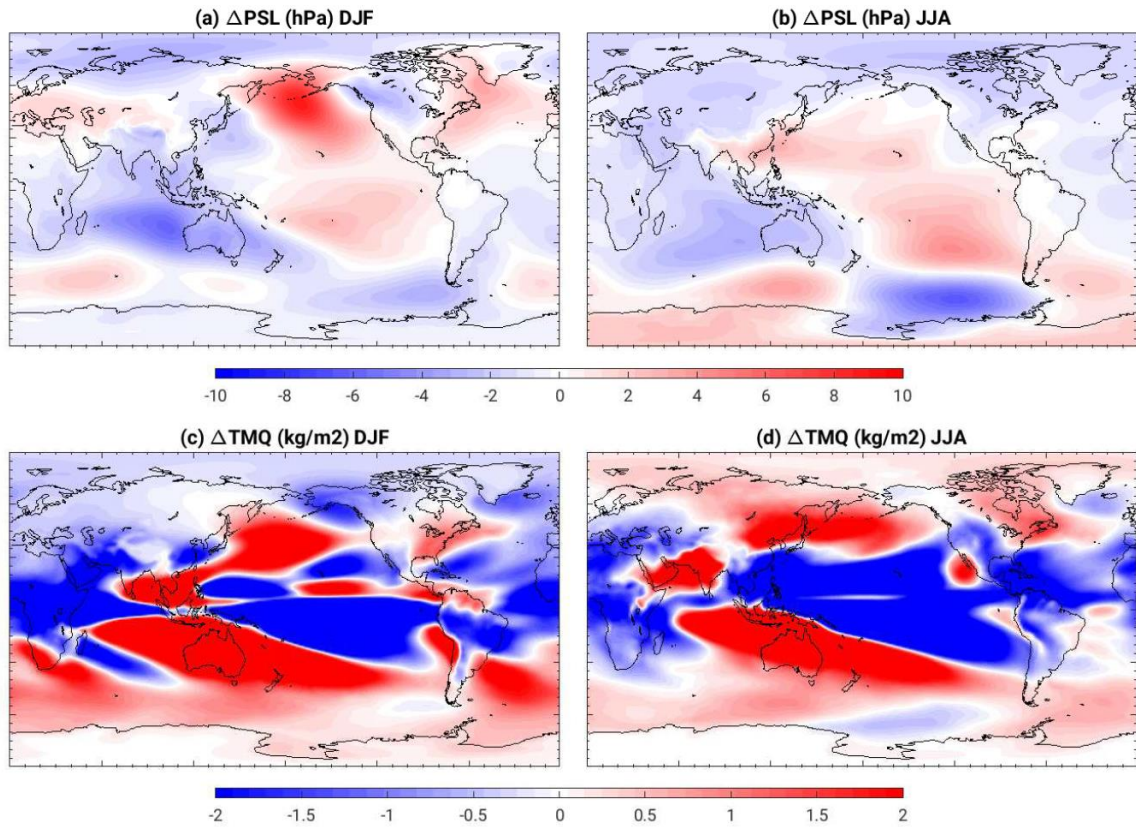 (a) △PSL (hPa) DJF
(b) △PSL (hPa) JJA
-10 -8 -6 -4 -2 0 2 4 6 8 10
(c) △TMQ (kg/m2) DJF
(d) △TMQ (kg/m2) JJA
-2 -1.5 -1 -0.5 0 0.5 1 1.5 2